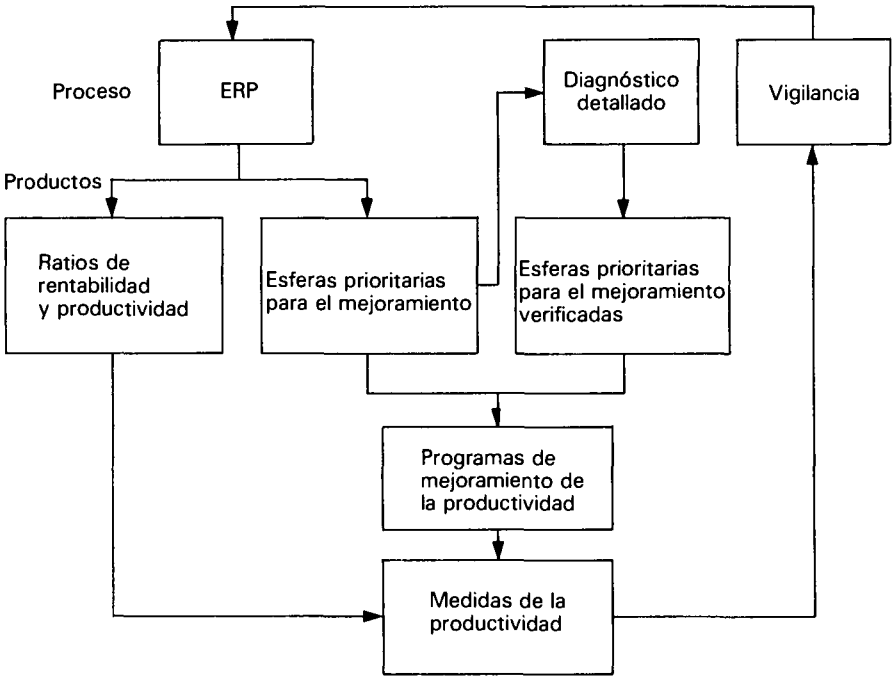 Proceso
ERP
Diagnóstico
detallado
Vigilancia
Productos
Ratios de
rentabilidad
y productividad
Esferas prioritarias
para el mejoramiento
Esferas prioritarias
para el mejoramiento
verificadas
Programas de
mejoramiento de
la productividad
Medidas de la
productividad